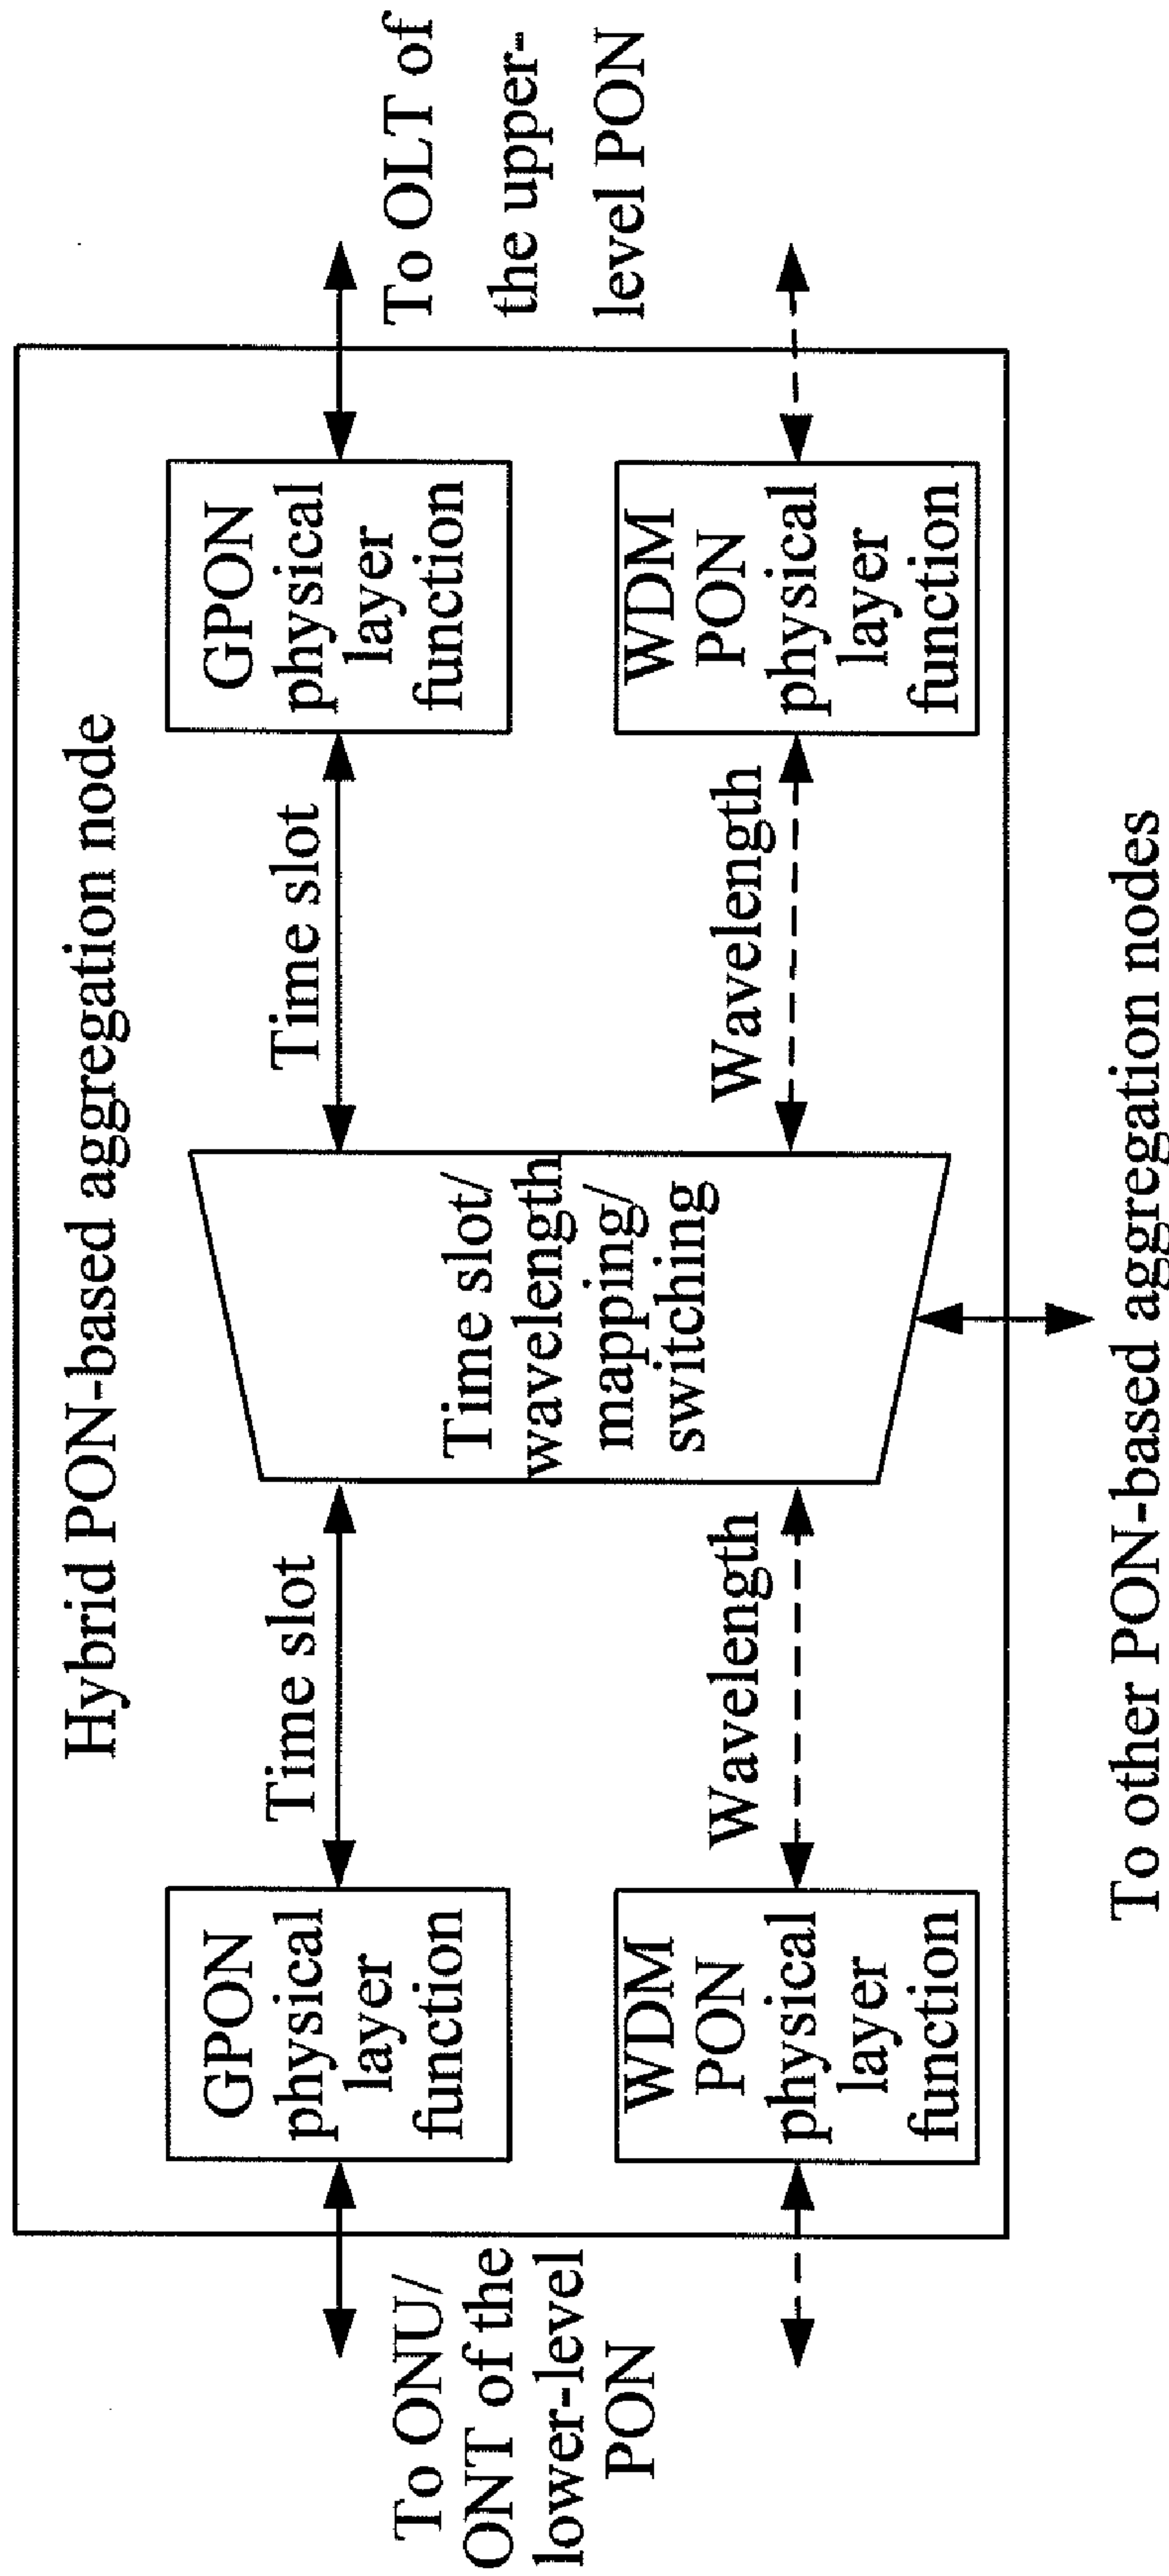 Hybrid PON-based aggregation node
To ONU/
ONT of the
lower-level
PON
GPON
physical
layer
function
Time slot
Time slot/
wavelength
mapping/
switching
Time slot
GPON
physical
layer
function
To OLT of
the upper-
level PON
WDM
PON
physical
layer
function
Wavelength
Wavelength
WDM
PON
physical
layer
function
To other PON-based aggregation nodes